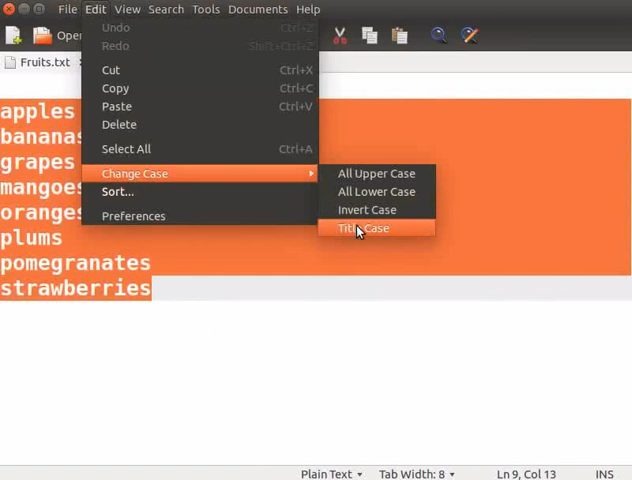 File Edit View Search Tools Documents Help
Undo Ctrl+Z
Redo Shift+Ctrl+Z
Fruits.txt
Cut Ctrl+X
Copy Ctrl+C
Paste Ctrl+V
Delete
Select All Ctrl+A
Change Case
Sort...
Preferences
All Upper Case
All Lower Case
Invert Case
Title Case
apples
bananas
grapes
mangoes
oranges
plums
pomegranates
strawberries
Plain Text Tab Width: 8 Ln 9, Col 13 INS